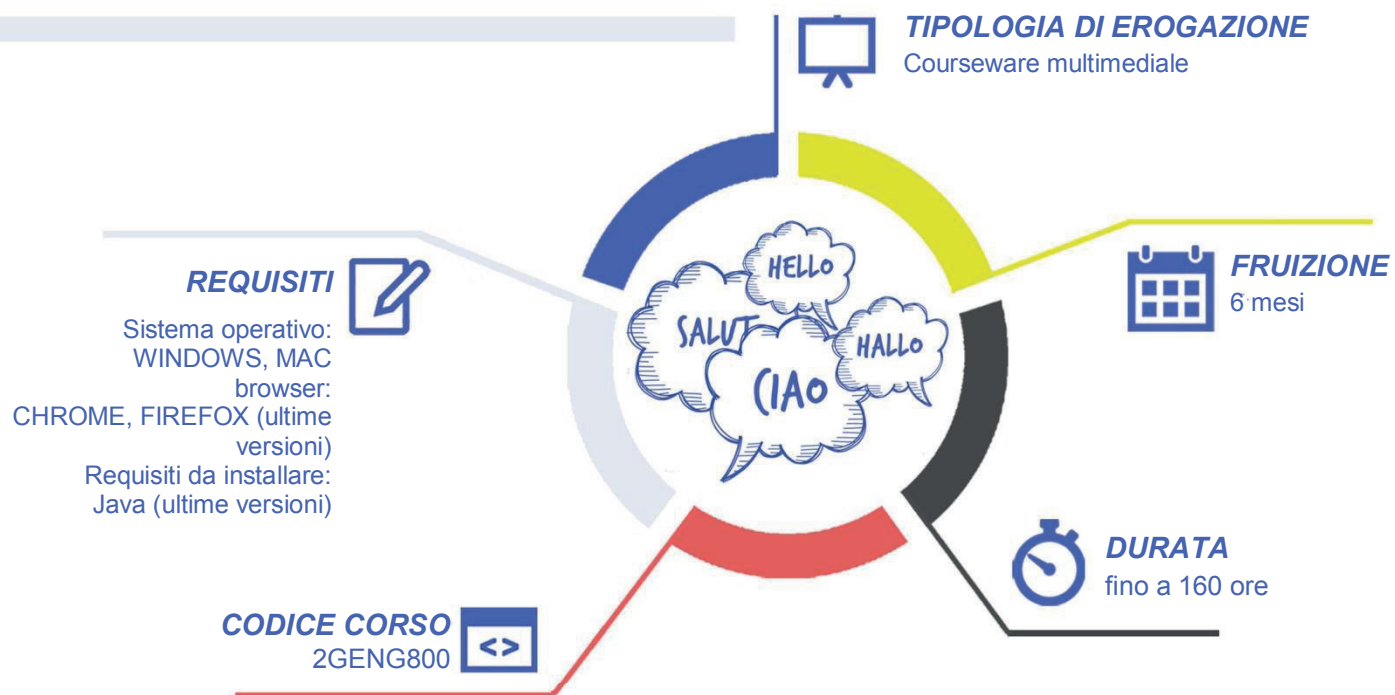 TIPOLOGIA DI EROGAZIONE
Courseware multimediale
HELLO
SALUT
HALLO
CIAO
FRUIZIONE
6 mesi
REQUISITI
Sistema operativo:
WINDOWS, MAC
browser:
CHROME, FIREFOX (ultime
versioni)
Requisiti da installare:
Java (ultime versioni)
DURATA
fino a 160 ore
CODICE CORSO
2GENG800
<>